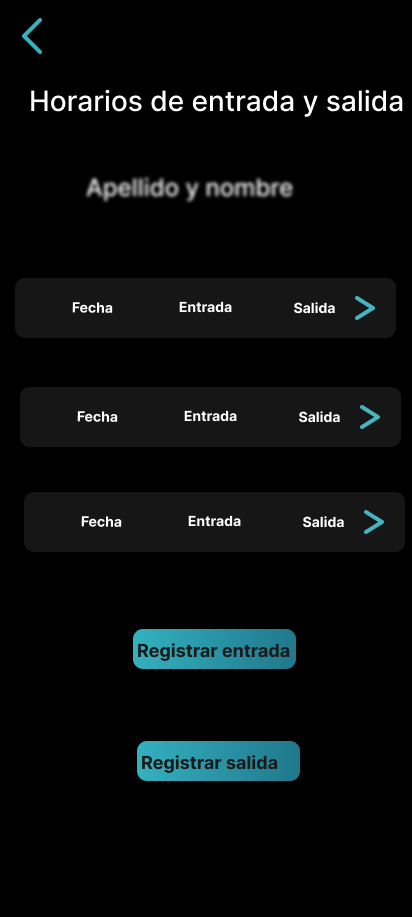 Horarios de entrada y salida
Apellido y nombre
Fecha Entrada Salida
Fecha Entrada Salida
Fecha Entrada Salida
Registrar entrada
Registrar salida